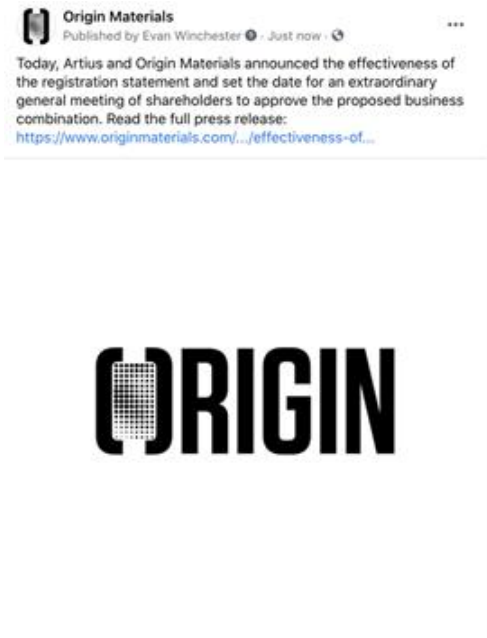 Origin Materials
Published by Evan Winchester · Just now ·
Today, Artius and Origin Materials announced the effectiveness of
the registration statement and set the date for an extraordinary
general meeting of shareholders to approve the proposed business
combination. Read the full press release:
https://www.originmaterials.com/.../effectiveness-of...
ORIGIN